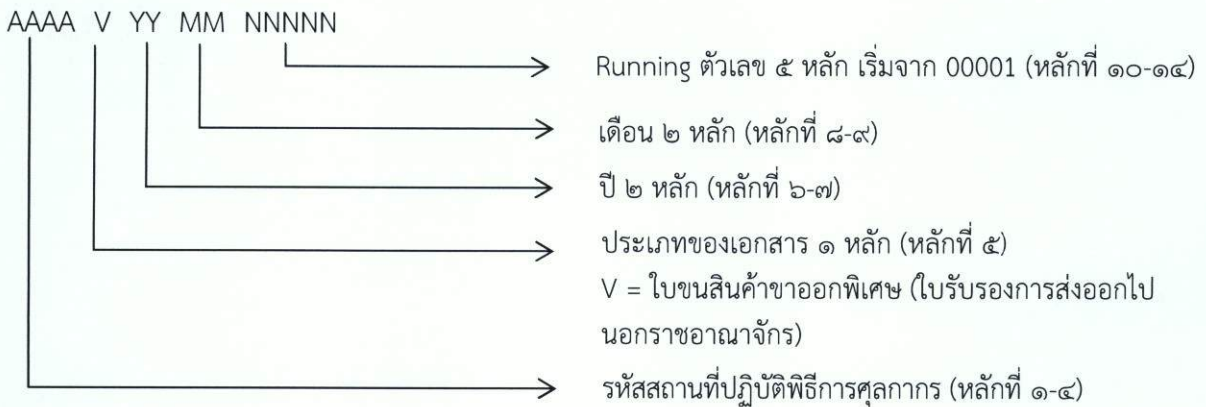 AAAA V YY MM NNNNN
Running ตัวเลข ๕ หลัก เริ่มจาก 00001 (หลักที่ ๑๐-๑๔)
เดือน ๒ หลัก (หลักที่ ๘-๙)
ปี ๒ หลัก (หลักที่ ๖-๗)
ประเภทของเอกสาร ๑ หลัก (หลักที่ ๕)
V = ใบขนสินค้าขาออกพิเศษ (ใบรับรองการส่งออกไป
นอกราชอาณาจักร)
รหัสสถานที่ปฏิบัติพิธีการศุลกากร (หลักที่ ๑-๔)